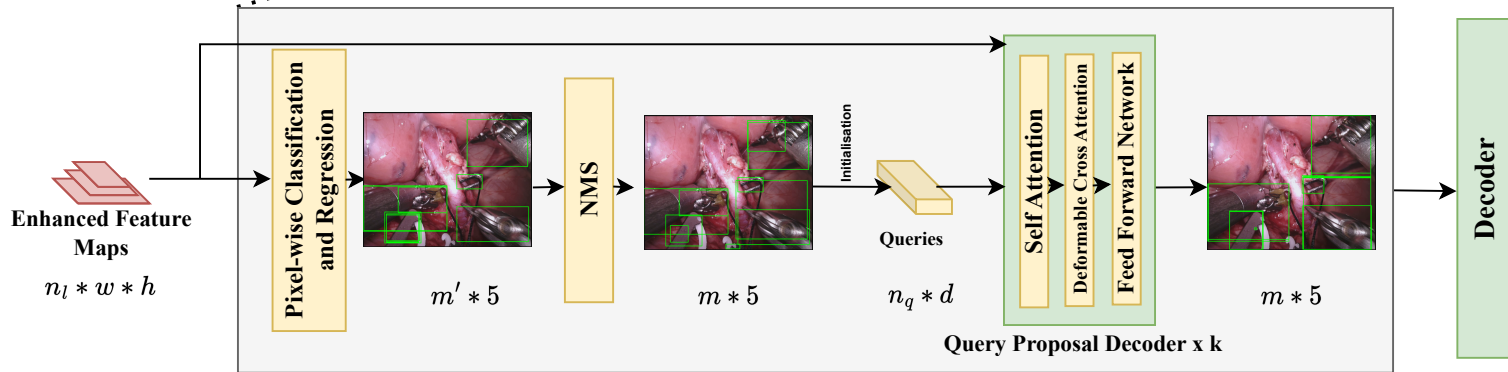 Enhanced Feature
Maps
n_l * w * h
Pixel-wise Classification
and Regression
m' * 5
NMS
m * 5
Initialisation
Queries
n_q * d
Self Attention
Deformable Cross Attention
Feed Forward Network
Query Proposal Decoder x k
m * 5
Decoder